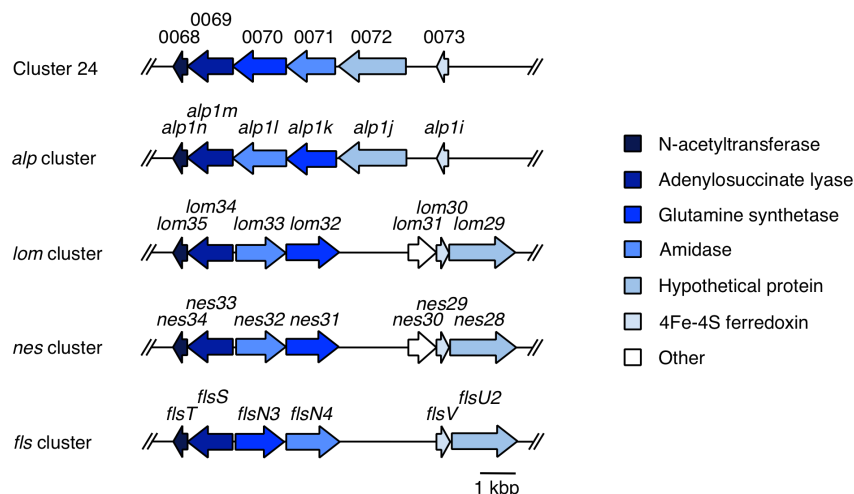 0069
0068 0070 0071 0072 0073
Cluster 24
alp1m
alp1n alp1l alp1k alp1j alp1i
alp cluster
lom34 lom30
lom35 lom33 lom32 lom31 lom29
lom cluster
nes33 nes29
nes34 nes32 nes31 nes30 nes28
nes cluster
flsS flsU2
flsT flsN3 flsN4 flsV
fls cluster
1 kbp
N-acetyltransferase
Adenylosuccinate lyase
Glutamine synthetase
Amidase
Hypothetical protein
4Fe-4S ferredoxin
Other